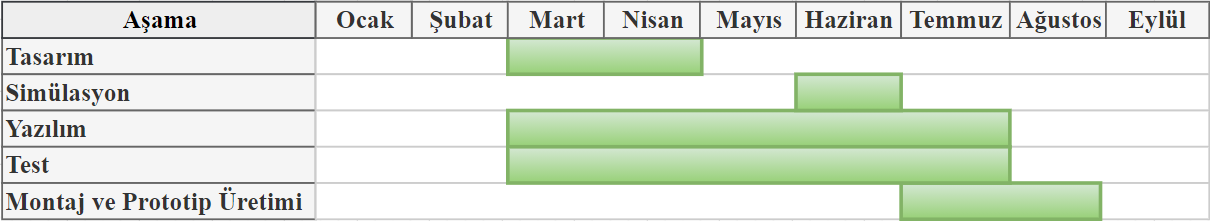 Aşama Ocak Şubat Mart Nisan Mayıs Haziran Temmuz Ağustos Eylül
Tasarım
Simülasyon
Yazılım
Test
Montaj ve Prototip Üretimi